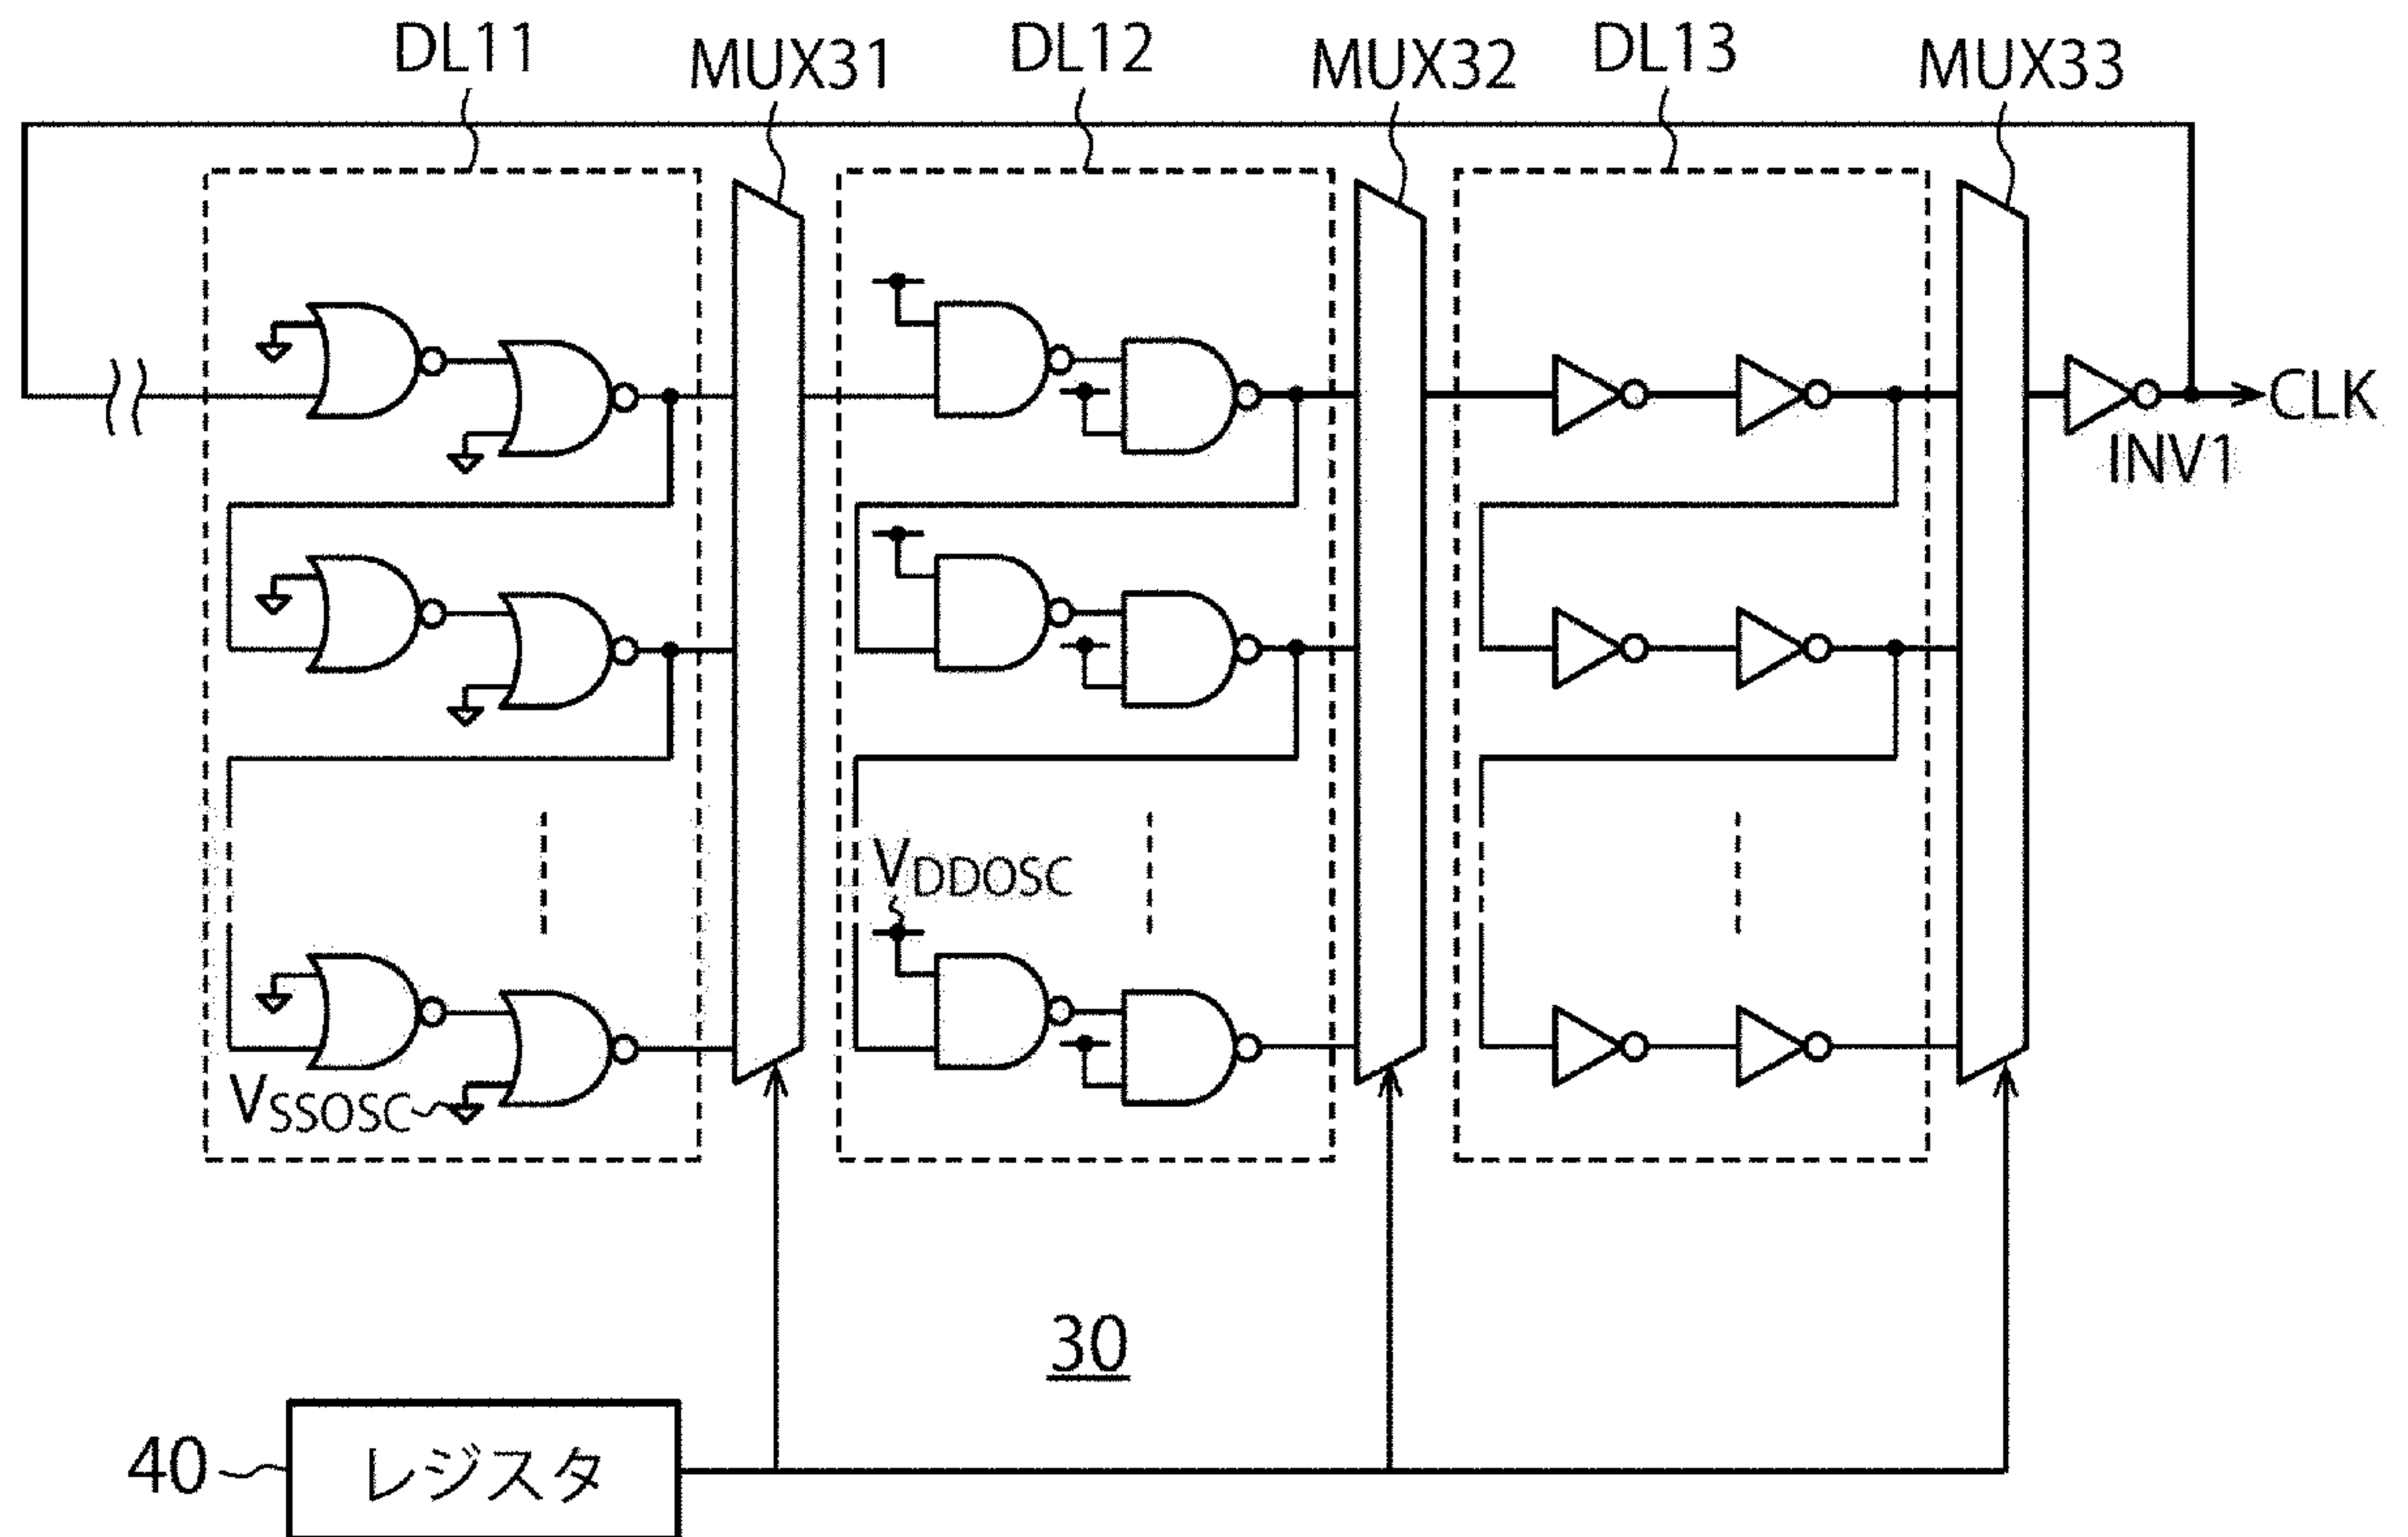 DL11
MUX31
DL12
MUX32
DL13
MUX33
CLK
INV1
VDDOSC
VSSOSC
30
40
レジスタ